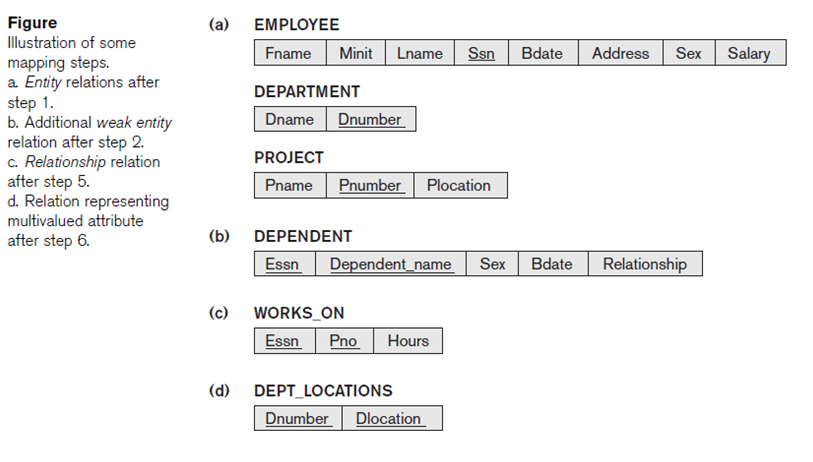 Figure
Illustration of some
mapping steps.
a. Entity relations after
step 1.
b. Additional weak entity
relation after step 2.
c. Relationship relation
after step 5.
d. Relation representing
multivalued attribute
after step 6.
(a) EMPLOYEE
Fname Minit Lname Ssn Bdate Address Sex Salary
DEPARTMENT
Dname Dnumber
PROJECT
Pname Pnumber Plocation
(b) DEPENDENT
Essn Dependent_name Sex Bdate Relationship
(c) WORKS_ON
Essn Pno Hours
(d) DEPT_LOCATIONS
Dnumber Dlocation